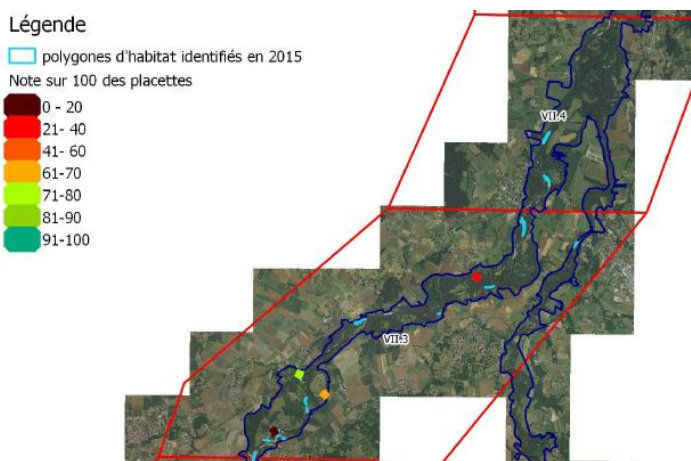 Légende
polygones d'habitat identifiés en 2015
Note sur 100 des placettes
0 - 20
21- 40
41- 60
61-70
71-80
81-90
91-100
VII.4
VII.3